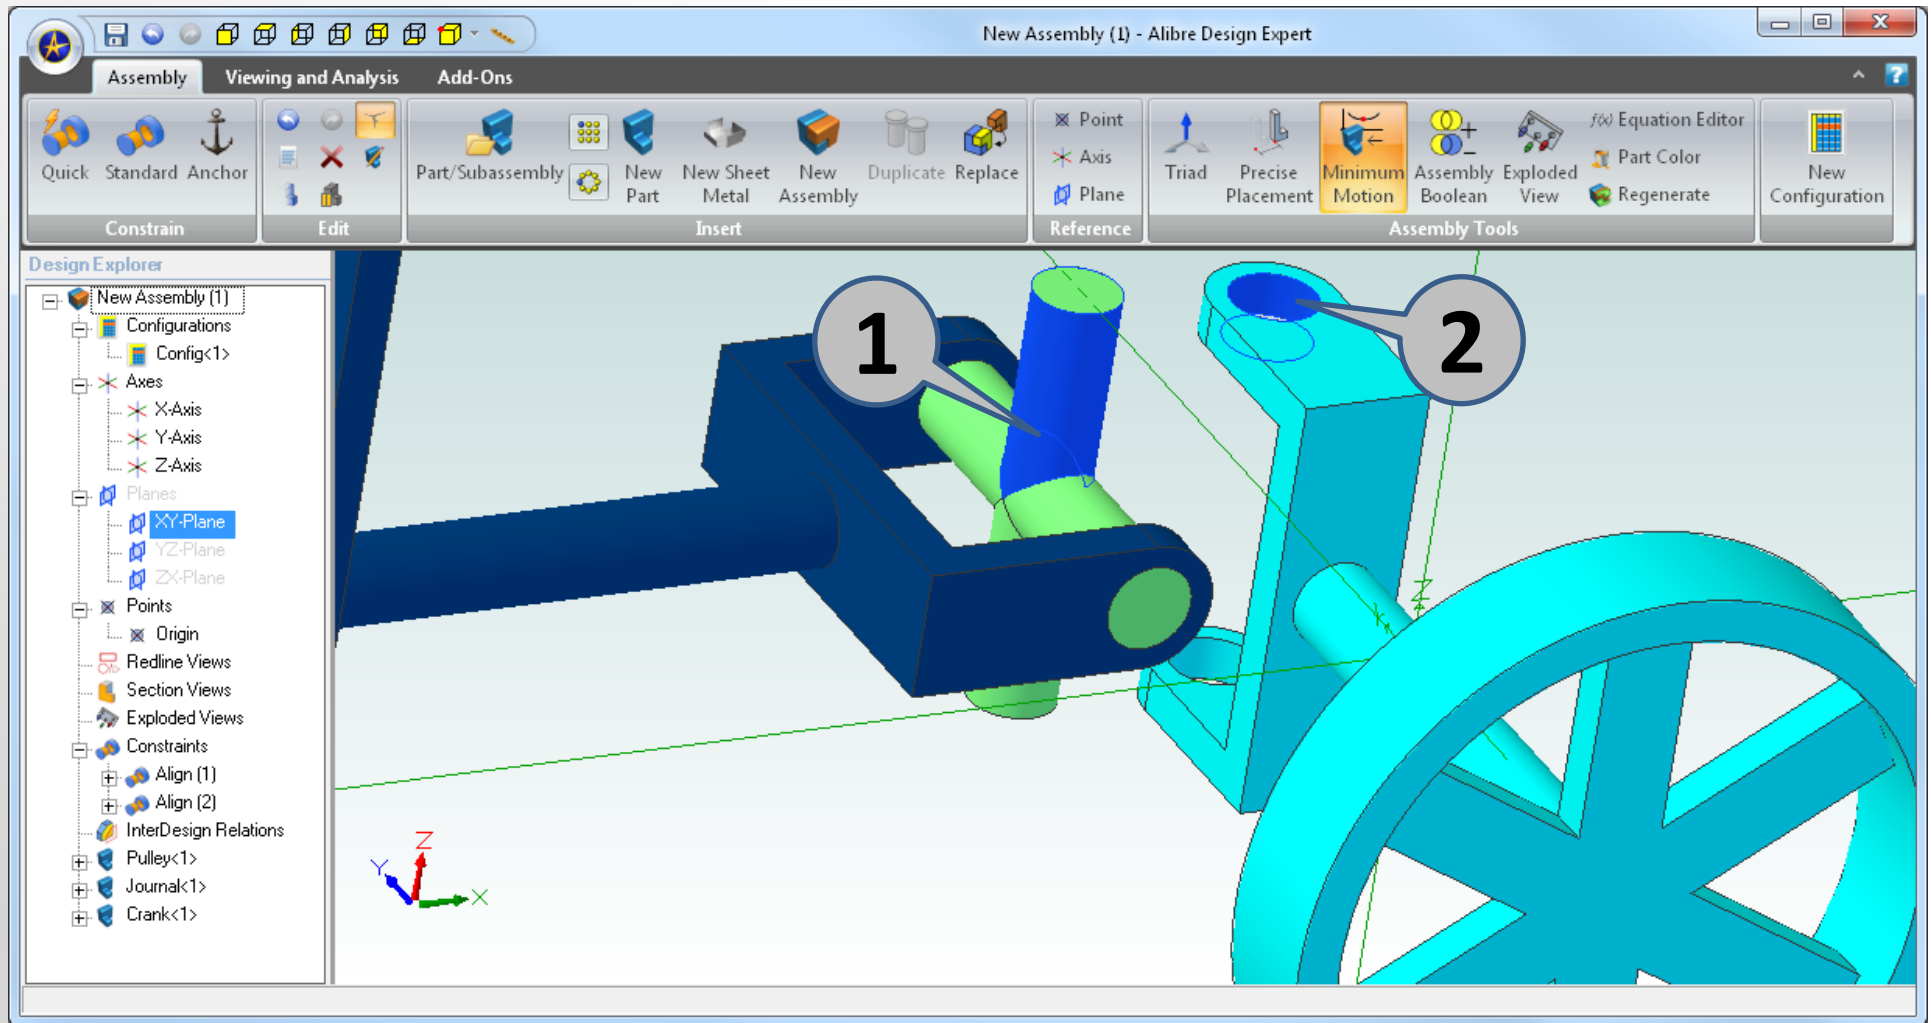 New Assembly (1) - Alibre Design Expert
Assembly
Viewing and Analysis
Add-Ons
?
Quick
Standard
Anchor
Constrain
Edit
Part/Subassembly
New
Part
New Sheet
Metal
New
Assembly
Duplicate
Replace
Insert
Point
Axis
Plane
Reference
Triad
Precise
Placement
Minimum
Motion
Assembly
Boolean
Exploded
View
f(x) Equation Editor
Part Color
Regenerate
Assembly Tools
New
Configuration
Design Explorer
New Assembly (1)
Configurations
Config<1>
Axes
X-Axis
Y-Axis
Z-Axis
Planes
XY-Plane
YZ-Plane
ZX-Plane
Points
Origin
Redline Views
Section Views
Exploded Views
Constraints
Align (1)
Align (2)
InterDesign Relations
Pulley<1>
Journal<1>
Crank<1>
1
2
Z
X
Z
Y
X